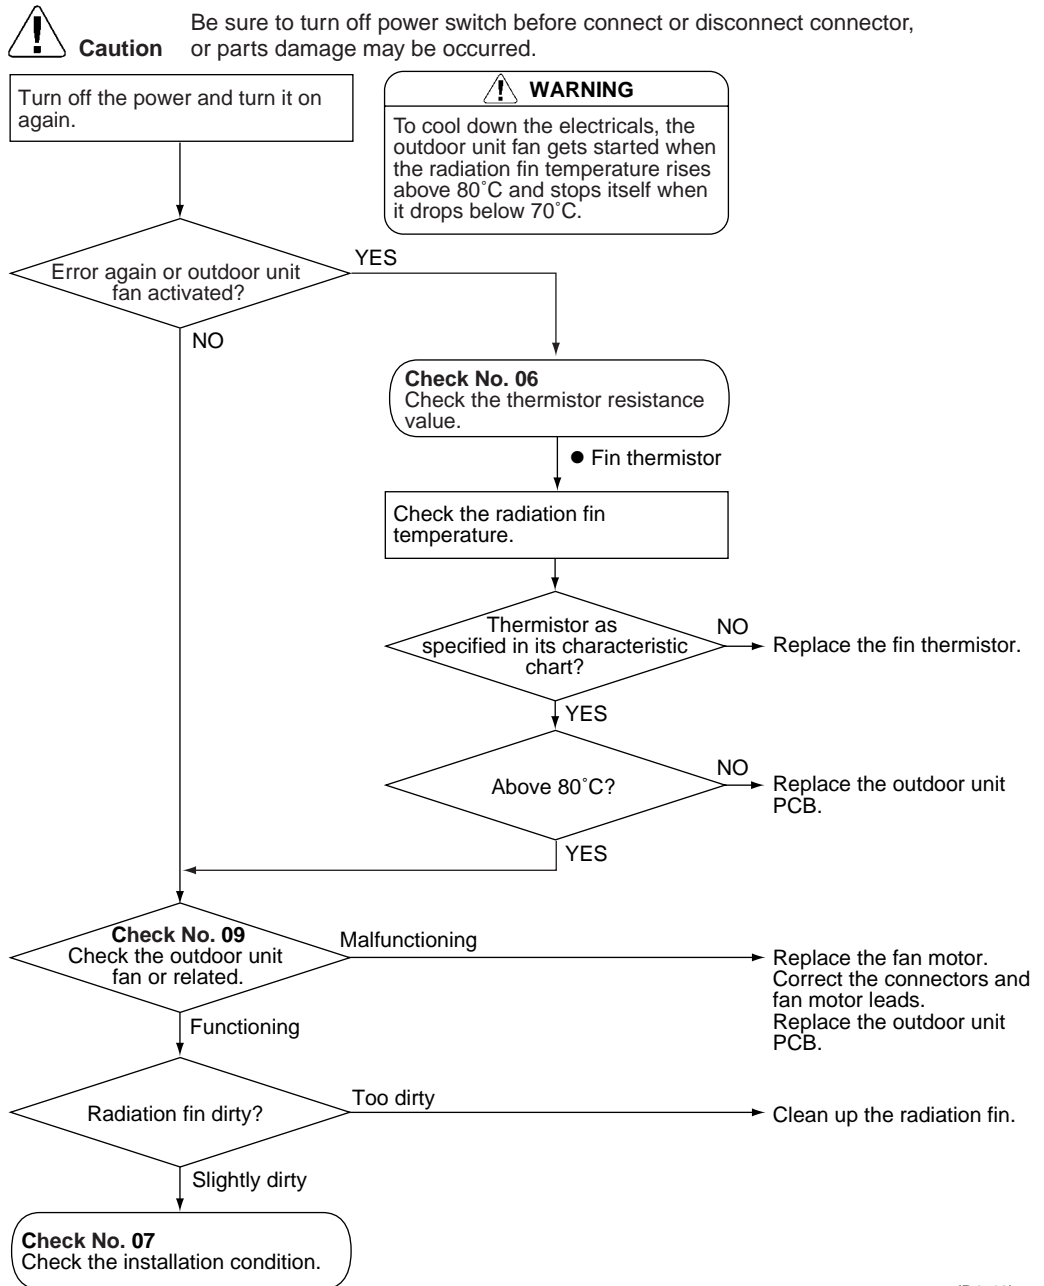 Caution
Be sure to turn off power switch before connect or disconnect connector,
or parts damage may be occurred.
Turn off the power and turn it on
again.
WARNING
To cool down the electricals, the
outdoor unit fan gets started when
the radiation fin temperature rises
above 80˚C and stops itself when
it drops below 70˚C.
Error again or outdoor unit
fan activated?
YES
NO
Check No. 06
Check the thermistor resistance
value.
● Fin thermistor
Check the radiation fin
temperature.
Thermistor as
specified in its characteristic
chart?
NO
Replace the fin thermistor.
YES
Above 80˚C?
NO
Replace the outdoor unit
PCB.
YES
Check No. 09
Check the outdoor unit
fan or related.
Malfunctioning
Replace the fan motor.
Correct the connectors and
fan motor leads.
Replace the outdoor unit
PCB.
Functioning
Radiation fin dirty?
Too dirty
Clean up the radiation fin.
Slightly dirty
Check No. 07
Check the installation condition.